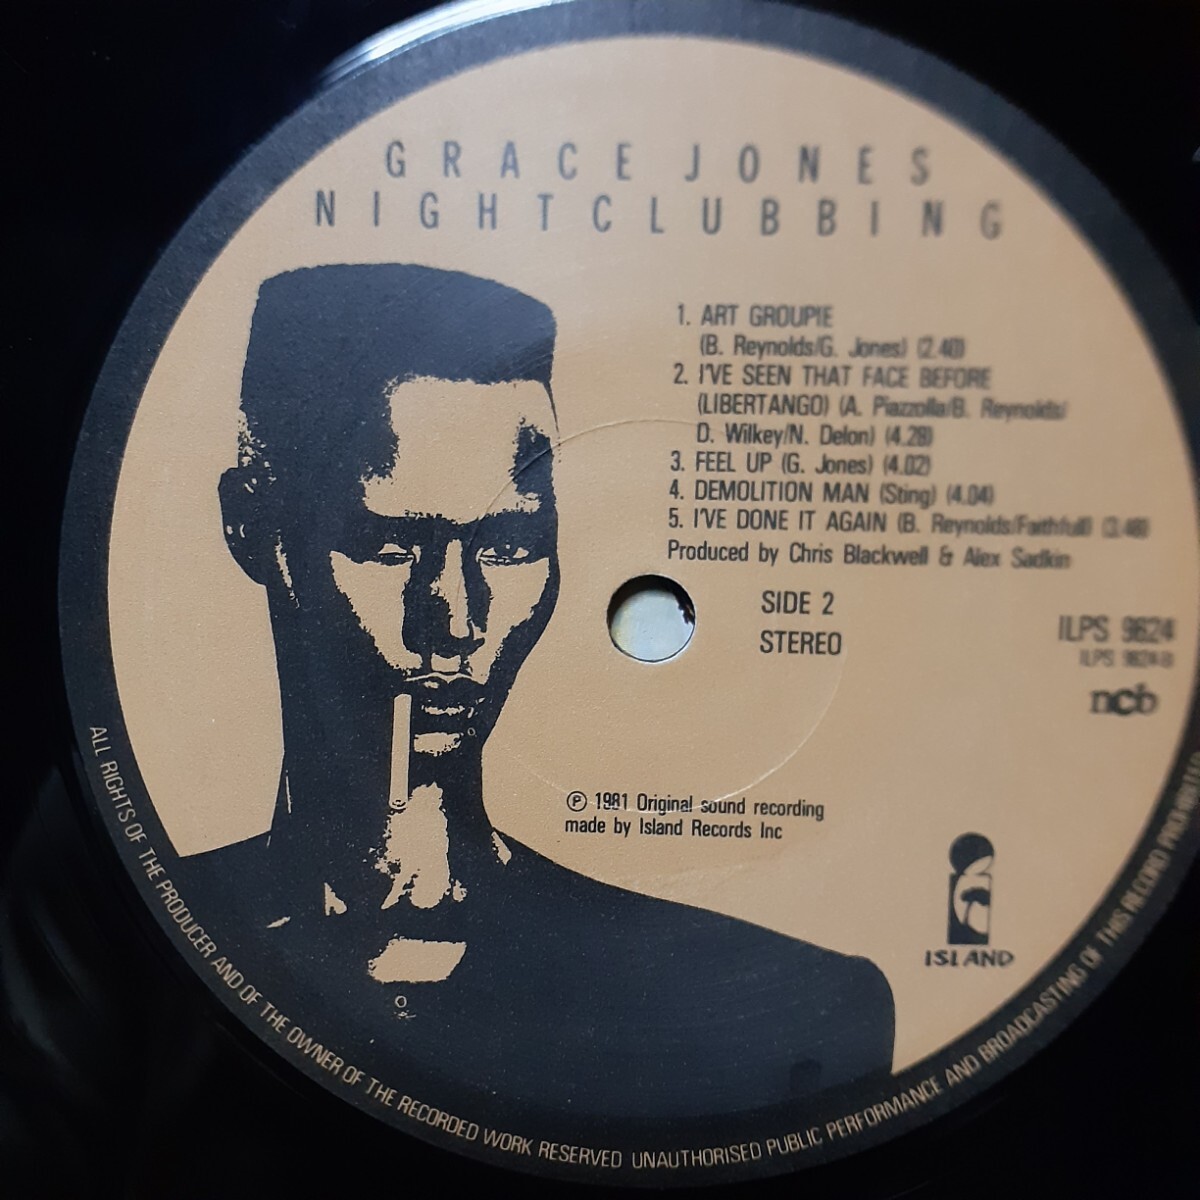 GRACE JONES
NIGHTCLUBBING
1. ART GROUPIE
(B. Reynolds/G. Jones) (2.40)
2. I'VE SEEN THAT FACE BEFORE
(LIBERTANGO) (A. Piazzolla/B. Reynolds/
D. Wilkey/N. Delon) (4.28)
3. FEEL UP (G. Jones) (4.02)
4. DEMOLITION MAN (Sting) (4.04)
5. I'VE DONE IT AGAIN (B. Reynolds/Faithfull) (3.48)
Produced by Chris Blackwell & Alex Sadkin
SIDE 2
STEREO
ILPS 9624
ILPS 9624-B
ncb
Ⓟ 1981 Original sound recording
made by Island Records Inc
ISLAND
ALL RIGHTS OF THE PRODUCER AND OF THE OWNER OF THE RECORDED WORK RESERVED UNAUTHORISED PUBLIC PERFORMANCE AND BROADCASTING OF THIS RECORD PROHIBITED